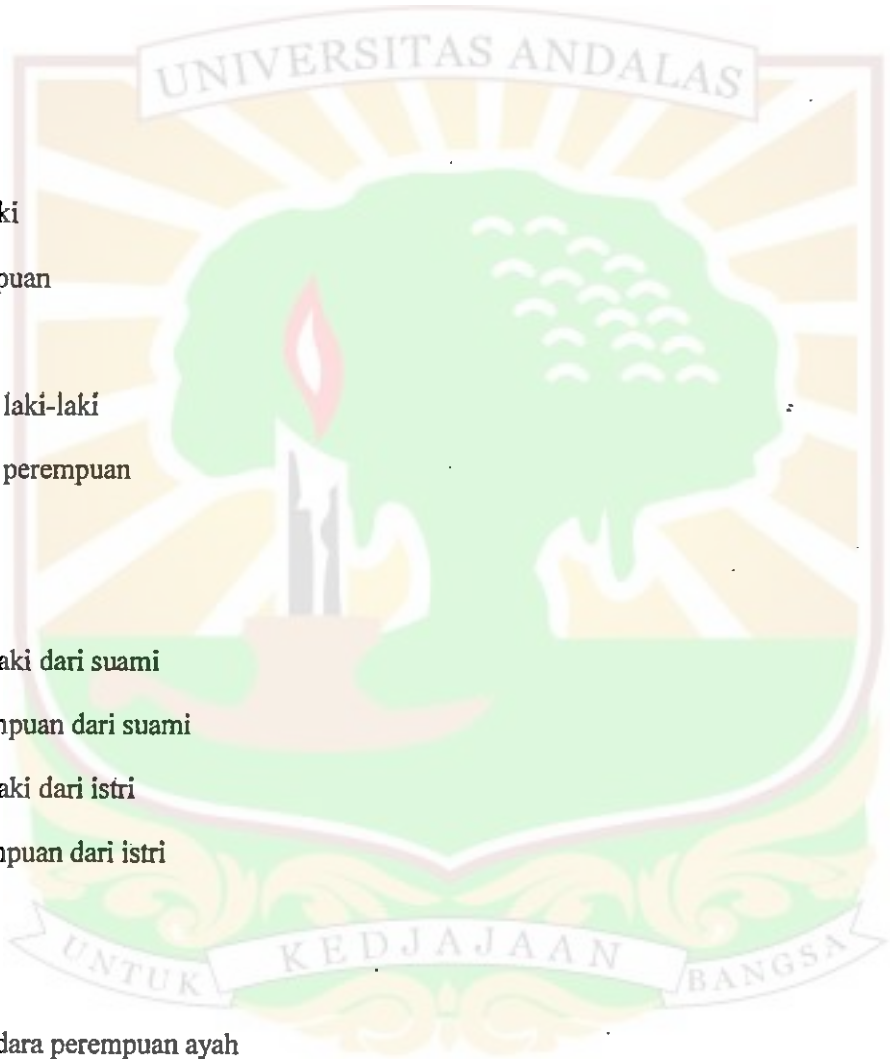 UNIVERSITAS ANDALAS
ki
puan
laki-laki
perempuan
aki dari suami
npuan dari suami
aki dari istri
npuan dari istri
UNTUK KEDJAJAAN BANGSA
dara perempuan ayah